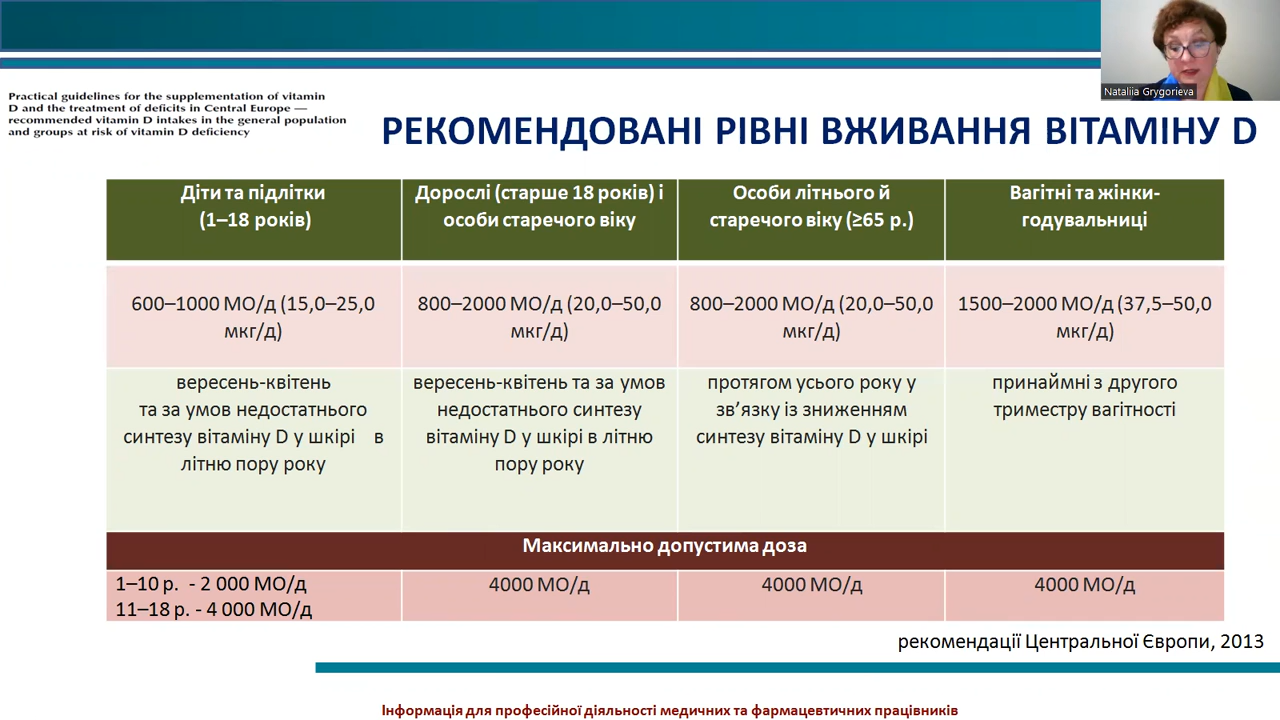 Nataliia Grygorieva
Practical guidelines for the supplementation of vitamin
D and the treatment of deficits in Central Europe —
recommended vitamin D intakes in the general population
and groups at risk of vitamin D deficiency
РЕКОМЕНДОВАНІ РІВНІ ВЖИВАННЯ ВІТАМІНУ D
Діти та підлітки
(1–18 років)
Дорослі (старше 18 років) і
особи старечого віку
Особи літнього й
старечого віку (≥65 р.)
Вагітні та жінки-
годувальниці
600–1000 МО/д (15,0–25,0
мкг/д)
800–2000 МО/д (20,0–50,0
мкг/д)
800–2000 МО/д (20,0–50,0
мкг/д)
1500–2000 МО/д (37,5–50,0
мкг/д)
вересень-квітень
та за умов недостатнього
синтезу вітаміну D у шкірі в
літню пору року
вересень-квітень та за умов
недостатнього синтезу
вітаміну D у шкірі в літню
пору року
протягом усього року у
зв’язку із зниженням
синтезу вітаміну D у шкірі
принаймні з другого
триместру вагітності
Максимально допустима доза
1–10 р. - 2 000 МО/д
11–18 р. - 4 000 МО/д
4000 МО/д
4000 МО/д
4000 МО/д
рекомендації Центральної Європи, 2013
Інформація для професійної діяльності медичних та фармацевтичних працівників